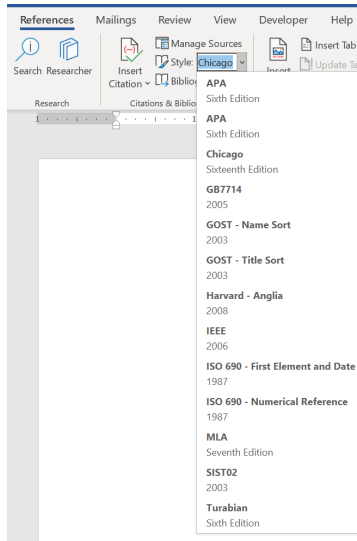 References Mailings Review View Developer Help
Manage Sources
Insert Tab
Style: Chicago
Update Ta
Search Researcher
Insert
Citation
Biblio
Insert
Research
Citations & Biblio
1
1
APA
Sixth Edition
APA
Sixth Edition
Chicago
Sixteenth Edition
GB7714
2005
GOST - Name Sort
2003
GOST - Title Sort
2003
Harvard - Anglia
2008
IEEE
2006
ISO 690 - First Element and Date
1987
ISO 690 - Numerical Reference
1987
MLA
Seventh Edition
SIST02
2003
Turabian
Sixth Edition